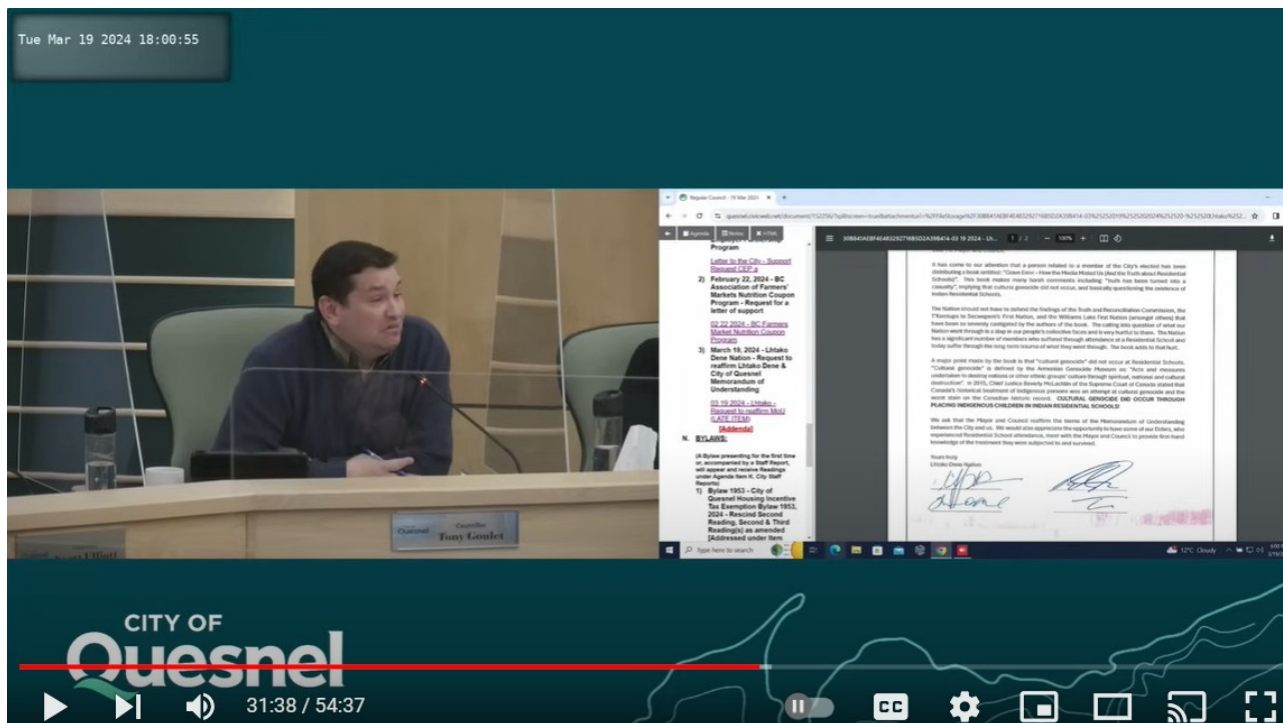 Tue Mar 19 2024 18:00:55
Councillor
Tony Goulet
Quesnel
Regular Council - 19 Mar 2021
Agenda
Notes
HTML
Program
Letter to the City - Support
Request CEP a
2) February 22, 2024 - BC
Association of Farmers'
Markets Nutrition Coupon
Program - Request for a
letter of support
02 22 2024 - BC Farmers
Market Nutrition Coupon
Program
3) March 19, 2024 - Lhtako
Dene Nation - Request to
reaffirm Lhtako Dene &
City of Quesnel
Memorandum of
Understanding
03 19 2024 - Lhtako -
Request to reaffirm MoU
(LATE ITEM)
[Addenda]
N. BYLAWS:
(A Bylaw presenting for the first time
or, accompanied by a Staff Report,
will appear and receive Readings
under Agenda Item K. City Staff
Reports)
1) Bylaw 1953 - City of
Quesnel Housing Incentive
Tax Exemption Bylaw 1953,
2024 - Rescind Second
Reading, Second & Third
Reading(s) as amended
[Addressed under Item
1 / 2
100%
It has come to our attention that a person related to a member of the City's elected has been
distributing a book entitled: "Grave Error – How the Media Misled Us (And the Truth about Residential
Schools)". This book makes many harsh comments including: "truth has been turned into a
casualty", implying that cultural genocide did not occur, and basically questioning the existence of
Indian Residential Schools.
The Nation should not have to defend the findings of the Truth and Reconciliation Commission, the
T'Kemlups te Secwepemc First Nation, and the Williams Lake First Nation (amongst others) that
have been so severely castigated by the authors of the book. The calling into question of what our
Nation went through is a slap in our people's collective faces and is very hurtful to them. The Nation
has a significant number of members who suffered through attendance at a Residential School and
today suffer through the long term trauma of what they went through. The book adds to that hurt.
A major point made by the book is that "cultural genocide" did not occur at Residential Schools.
"Cultural genocide" is defined by the Armenian Genocide Museum as: "Acts and measures
undertaken to destroy nations or other ethnic groups' culture through spiritual, national and cultural
destruction". In 2015, Chief Justice Beverly McLachlin of the Supreme Court of Canada stated that
Canada's historical treatment of Indigenous persons was an attempt at cultural genocide and the
worst stain on the Canadian historic record. CULTURAL GENOCIDE DID OCCUR THROUGH
PLACING INDIGENOUS CHILDREN IN INDIAN RESIDENTIAL SCHOOLS!
We ask that the Mayor and Council reaffirm the terms of the Memorandum of Understanding
between the City and us. We would also appreciate the opportunity to have some of our Elders, who
experienced Residential School attendance, meet with the Mayor and Council to provide first-hand
knowledge of the treatment they were subjected to and survived.
Yours truly
Lhtako Dene Nation
Type here to search
12°C Cloudy
CITY OF
Quesnel
31:38 / 54:37
CC